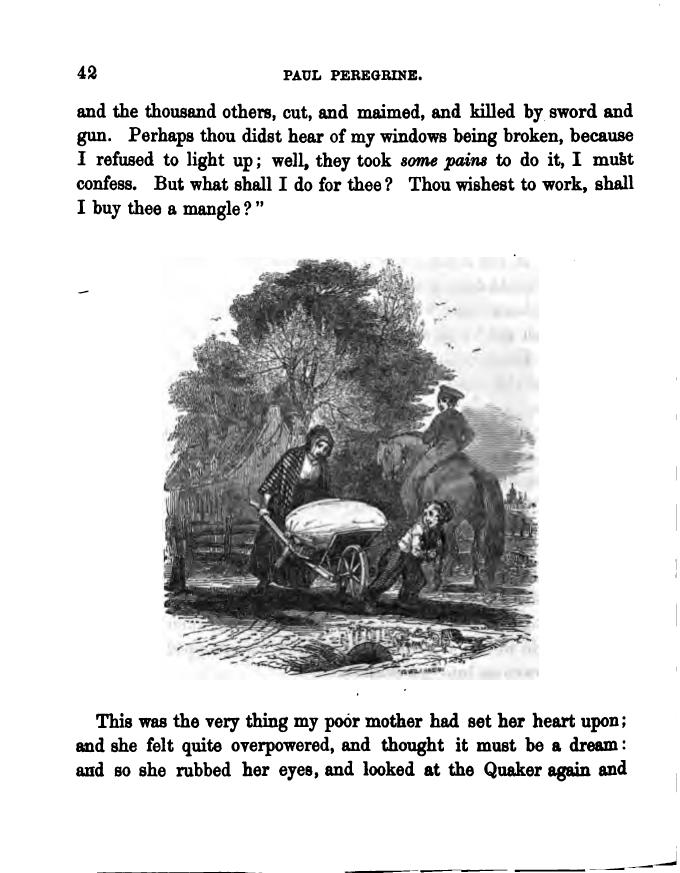 42 PAUL PEREGRINE.
and the thousand others, cut, and maimed, and killed by sword and
gun. Perhaps thou didst hear of my windows being broken, because
I refused to light up; well, they took some pains to do it, I must
confess. But what shall I do for thee? Thou wishest to work, shall
I buy thee a mangle?"
This was the very thing my poor mother had set her heart upon;
and she felt quite overpowered, and thought it must be a dream:
and so she rubbed her eyes, and looked at the Quaker again and